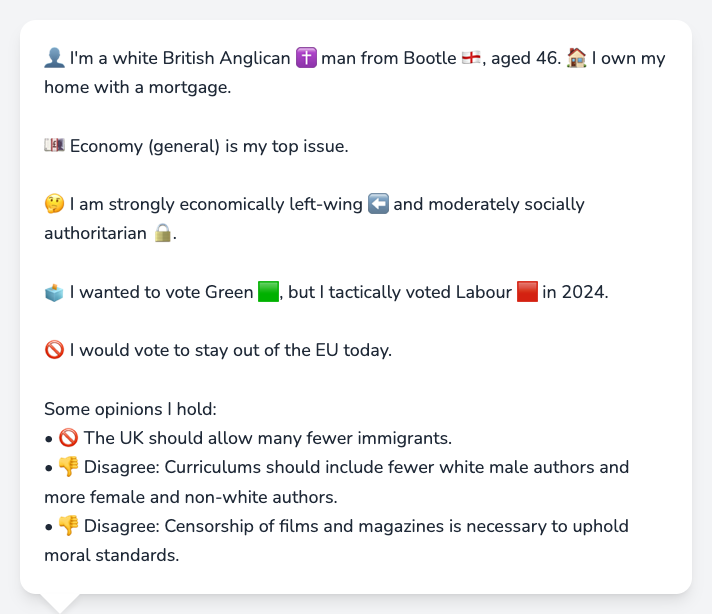 👤 I'm a white British Anglican ✝️ man from Bootle 🏴󠁧󠁢󠁥󠁮󠁧󠁿, aged 46. 🏠 I own my
home with a mortgage.
💷 Economy (general) is my top issue.
🤔 I am strongly economically left-wing ⬅️ and moderately socially
authoritarian 🔒.
🗳️ I wanted to vote Green 🟩, but I tactically voted Labour 🟥 in 2024.
🚫 I would vote to stay out of the EU today.
Some opinions I hold:
• 🚫 The UK should allow many fewer immigrants.
• 👎 Disagree: Curriculums should include fewer white male authors and
more female and non-white authors.
• 👎 Disagree: Censorship of films and magazines is necessary to uphold
moral standards.